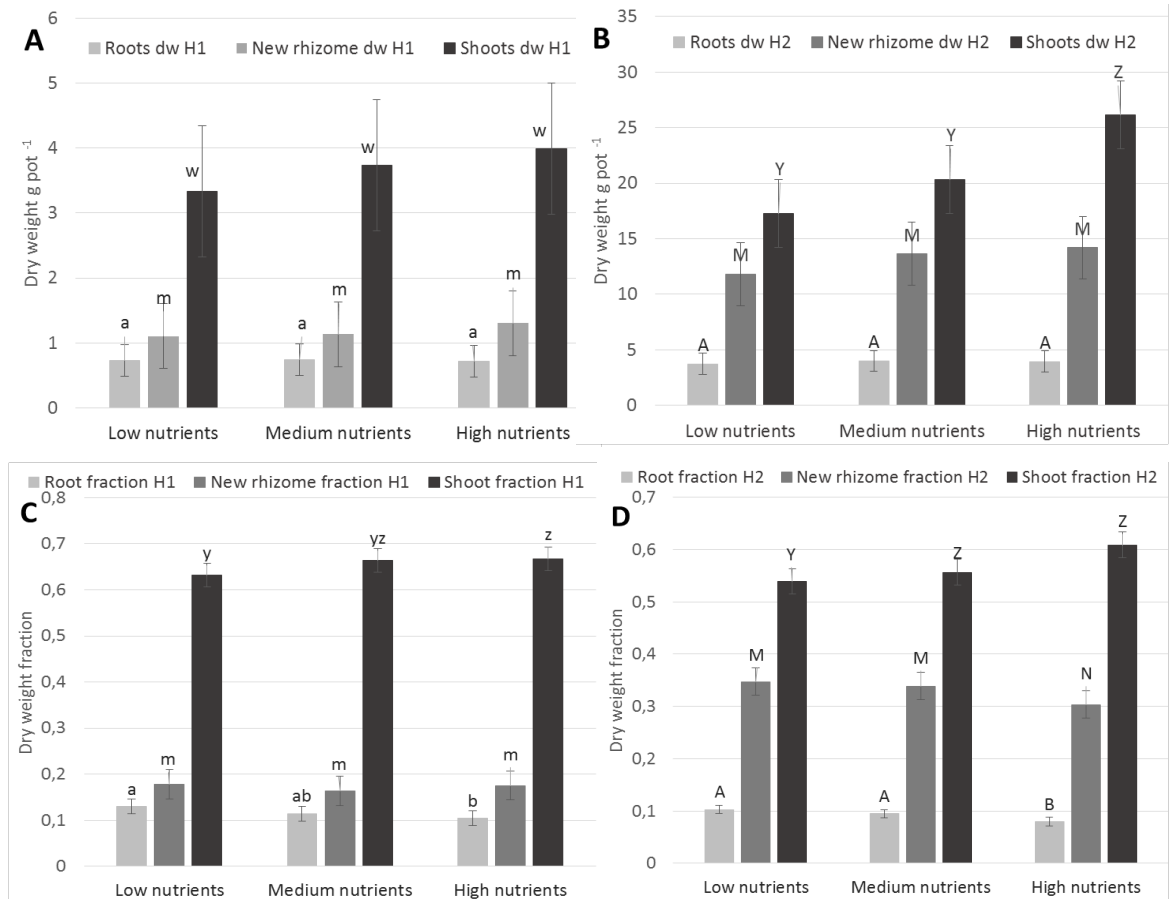 A
Roots dw H1 New rhizome dw H1 Shoots dw H1
Dry weight g pot -1
6
5
4
3
2
1
0
a m w
a m w
a m w
Low nutrients Medium nutrients High nutrients
B
Roots dw H2 New rhizome dw H2 Shoots dw H2
Dry weight g pot -1
35
30
25
20
15
10
5
0
A M Y
A M Y
A M Z
Low nutrients Medium nutrients High nutrients
C
Root fraction H1 New rhizome fraction H1 Shoot fraction H1
Dry weight fraction
0,8
0,7
0,6
0,5
0,4
0,3
0,2
0,1
0
a m y
ab m yz
b m z
Low nutrients Medium nutrients High nutrients
D
Root fraction H2 New rhizome fraction H2 Shoot fraction H2
Dry weight fraction
0,7
0,6
0,5
0,4
0,3
0,2
0,1
0
A M Y
A M Z
B N Z
Low nutrients Medium nutrients High nutrients